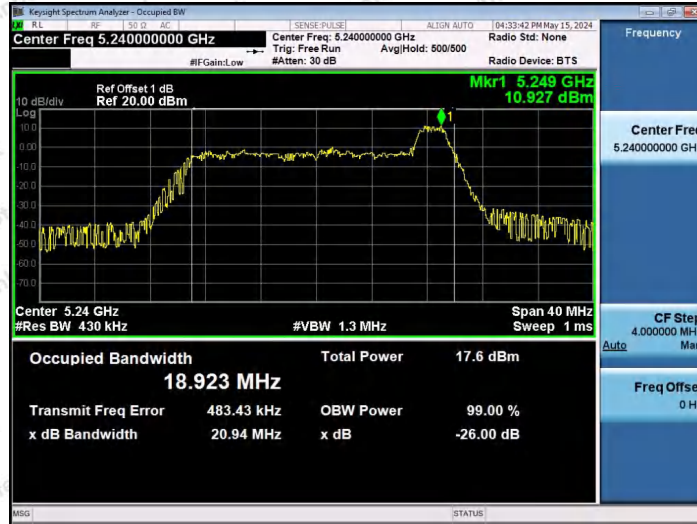 Keysight Spectrum Analyzer - Occupied BW
RL RF 50 Ω AC SENSE:PULSE ALIGN AUTO 04:33:42 PM May 15, 2024
Center Freq 5.240000000 GHz
Center Freq: 5.240000000 GHz
Radio Std: None
Trig: Free Run Avg|Hold: 500/500
#IFGain:Low #Atten: 30 dB Radio Device: BTS
Ref Offset 1 dB
Mkr1 5.249 GHz
10 dB/div Ref 20.00 dBm
10.927 dBm
Log
10.0
1
0.00
-10.0
-20.0
-30.0
-40.0
-50.0
-60.0
-70.0
Center 5.24 GHz Span 40 MHz
#Res BW 430 kHz #VBW 1.3 MHz Sweep 1 ms
Occupied Bandwidth Total Power 17.6 dBm
18.923 MHz
Transmit Freq Error 483.43 kHz OBW Power 99.00 %
x dB Bandwidth 20.94 MHz x dB -26.00 dB
MSG STATUS
Frequency
Center Fre
5.240000000 GH
CF Step
4.000000 MH
Auto Ma
Freq Offse
0 H